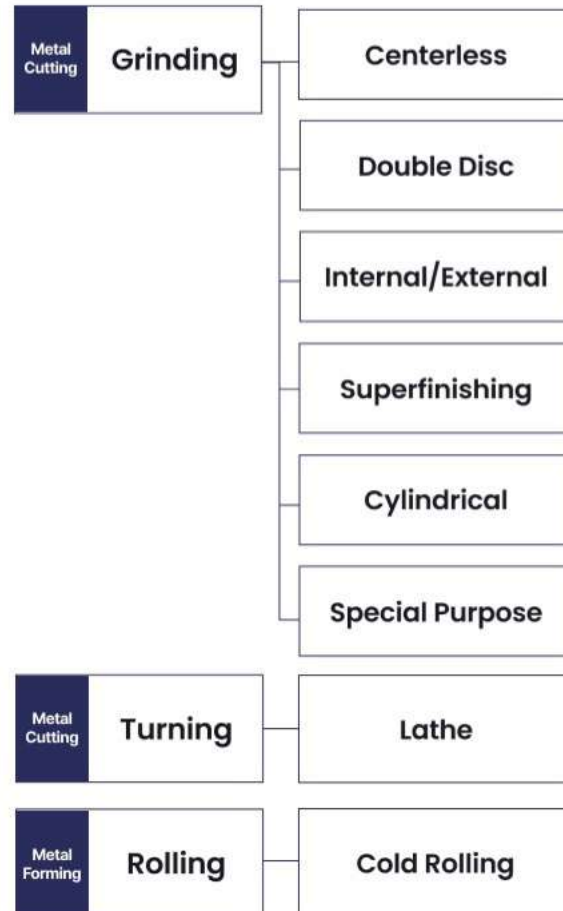 Metal
Cutting
Grinding
Centerless
Double Disc
Internal/External
Superfinishing
Cylindrical
Special Purpose
Metal
Cutting
Turning
Lathe
Metal
Forming
Rolling
Cold Rolling